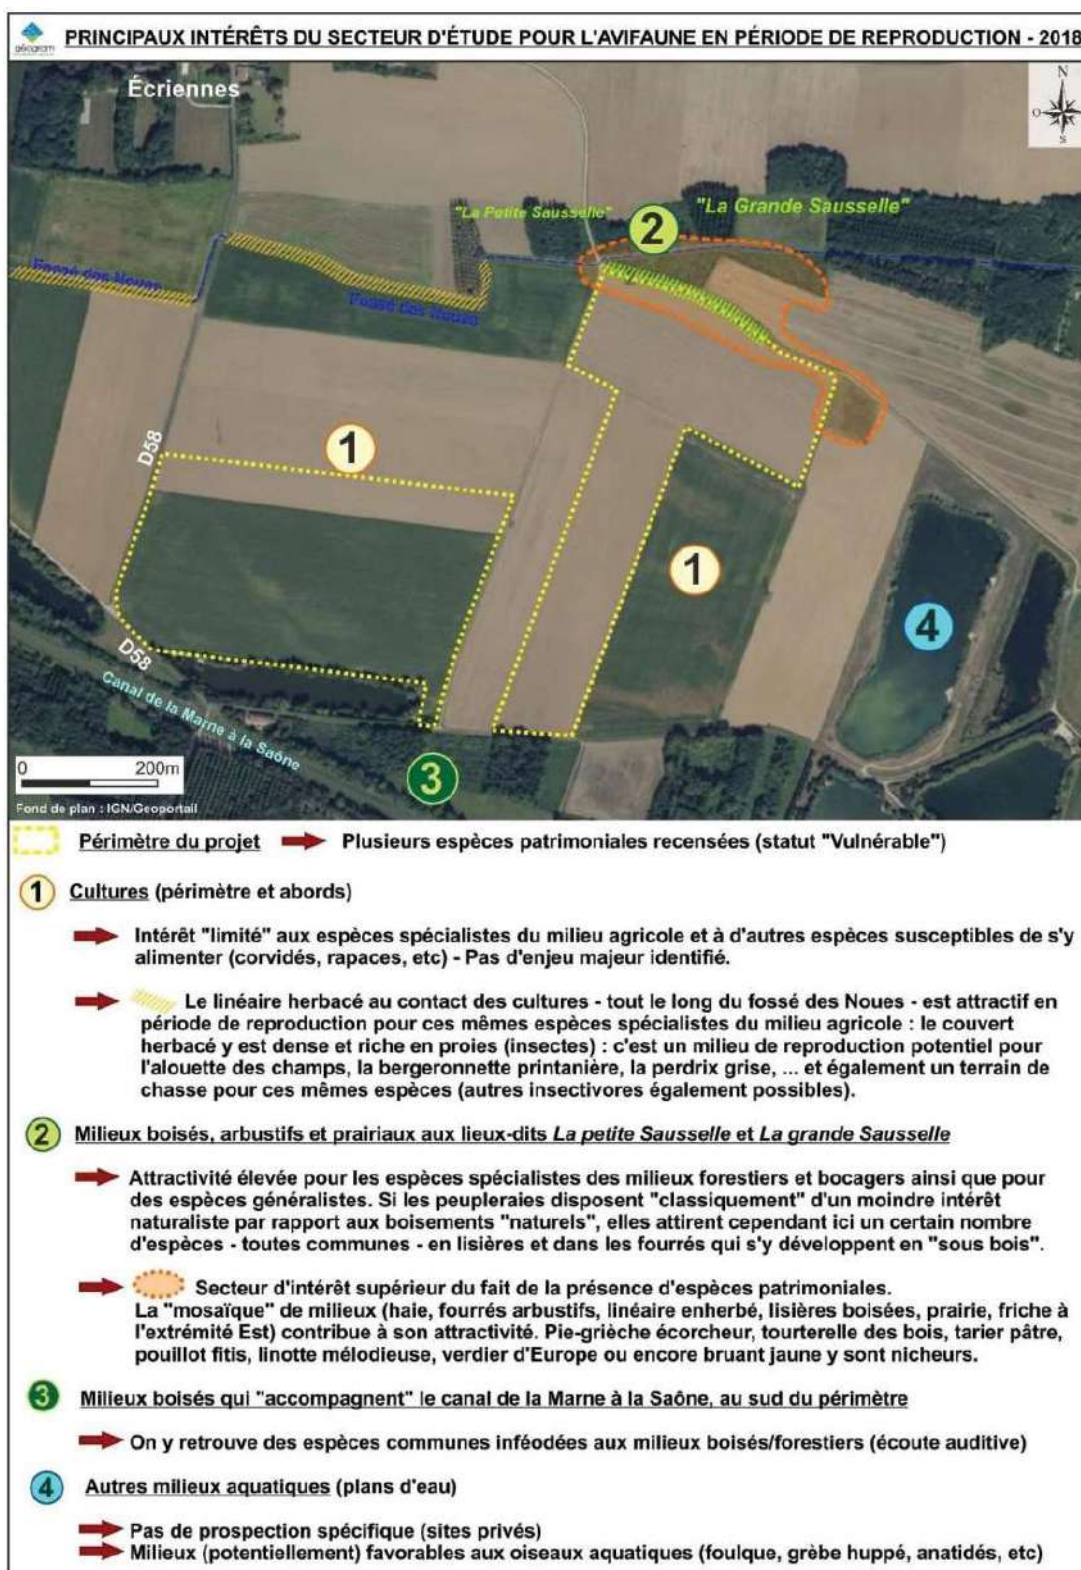 géogram
PRINCIPAUX INTÉRÊTS DU SECTEUR D'ÉTUDE POUR L'AVIFAUNE EN PÉRIODE DE REPRODUCTION - 2018
Écriennes
N
O
S
"La Petite Sausselle"
"La Grande Sausselle"
2
Fossé des Noues
Fossé des Noues
1
D58
1
4
D58
Canal de la Marne à la Saône
3
0 200m
Fond de plan : IGN/Geoportail
Périmètre du projet Plusieurs espèces patrimoniales recensées (statut "Vulnérable")
1 Cultures (périmètre et abords)
Intérêt "limité" aux espèces spécialistes du milieu agricole et à d'autres espèces susceptibles de s'y
alimenter (corvidés, rapaces, etc) - Pas d'enjeu majeur identifié.
Le linéaire herbacé au contact des cultures - tout le long du fossé des Noues - est attractif en
période de reproduction pour ces mêmes espèces spécialistes du milieu agricole : le couvert
herbacé y est dense et riche en proies (insectes) : c'est un milieu de reproduction potentiel pour
l'alouette des champs, la bergeronnette printanière, la perdrix grise, ... et également un terrain de
chasse pour ces mêmes espèces (autres insectivores également possibles).
2 Milieux boisés, arbustifs et prairiaux aux lieux-dits La petite Sausselle et La grande Sausselle
Attractivité élevée pour les espèces spécialistes des milieux forestiers et bocagers ainsi que pour
des espèces généralistes. Si les peupleraies disposent "classiquement" d'un moindre intérêt
naturaliste par rapport aux boisements "naturels", elles attirent cependant ici un certain nombre
d'espèces - toutes communes - en lisières et dans les fourrés qui s'y développent en "sous bois".
Secteur d'intérêt supérieur du fait de la présence d'espèces patrimoniales.
La "mosaïque" de milieux (haie, fourrés arbustifs, linéaire enherbé, lisières boisées, prairie, friche à
l'extrémité Est) contribue à son attractivité. Pie-grièche écorcheur, tourterelle des bois, tarier pâtre,
pouillot fitis, linotte mélodieuse, verdier d'Europe ou encore bruant jaune y sont nicheurs.
3 Milieux boisés qui "accompagnent" le canal de la Marne à la Saône, au sud du périmètre
On y retrouve des espèces communes inféodées aux milieux boisés/forestiers (écoute auditive)
4 Autres milieux aquatiques (plans d'eau)
Pas de prospection spécifique (sites privés)
Milieux (potentiellement) favorables aux oiseaux aquatiques (foulque, grèbe huppé, anatidés, etc)